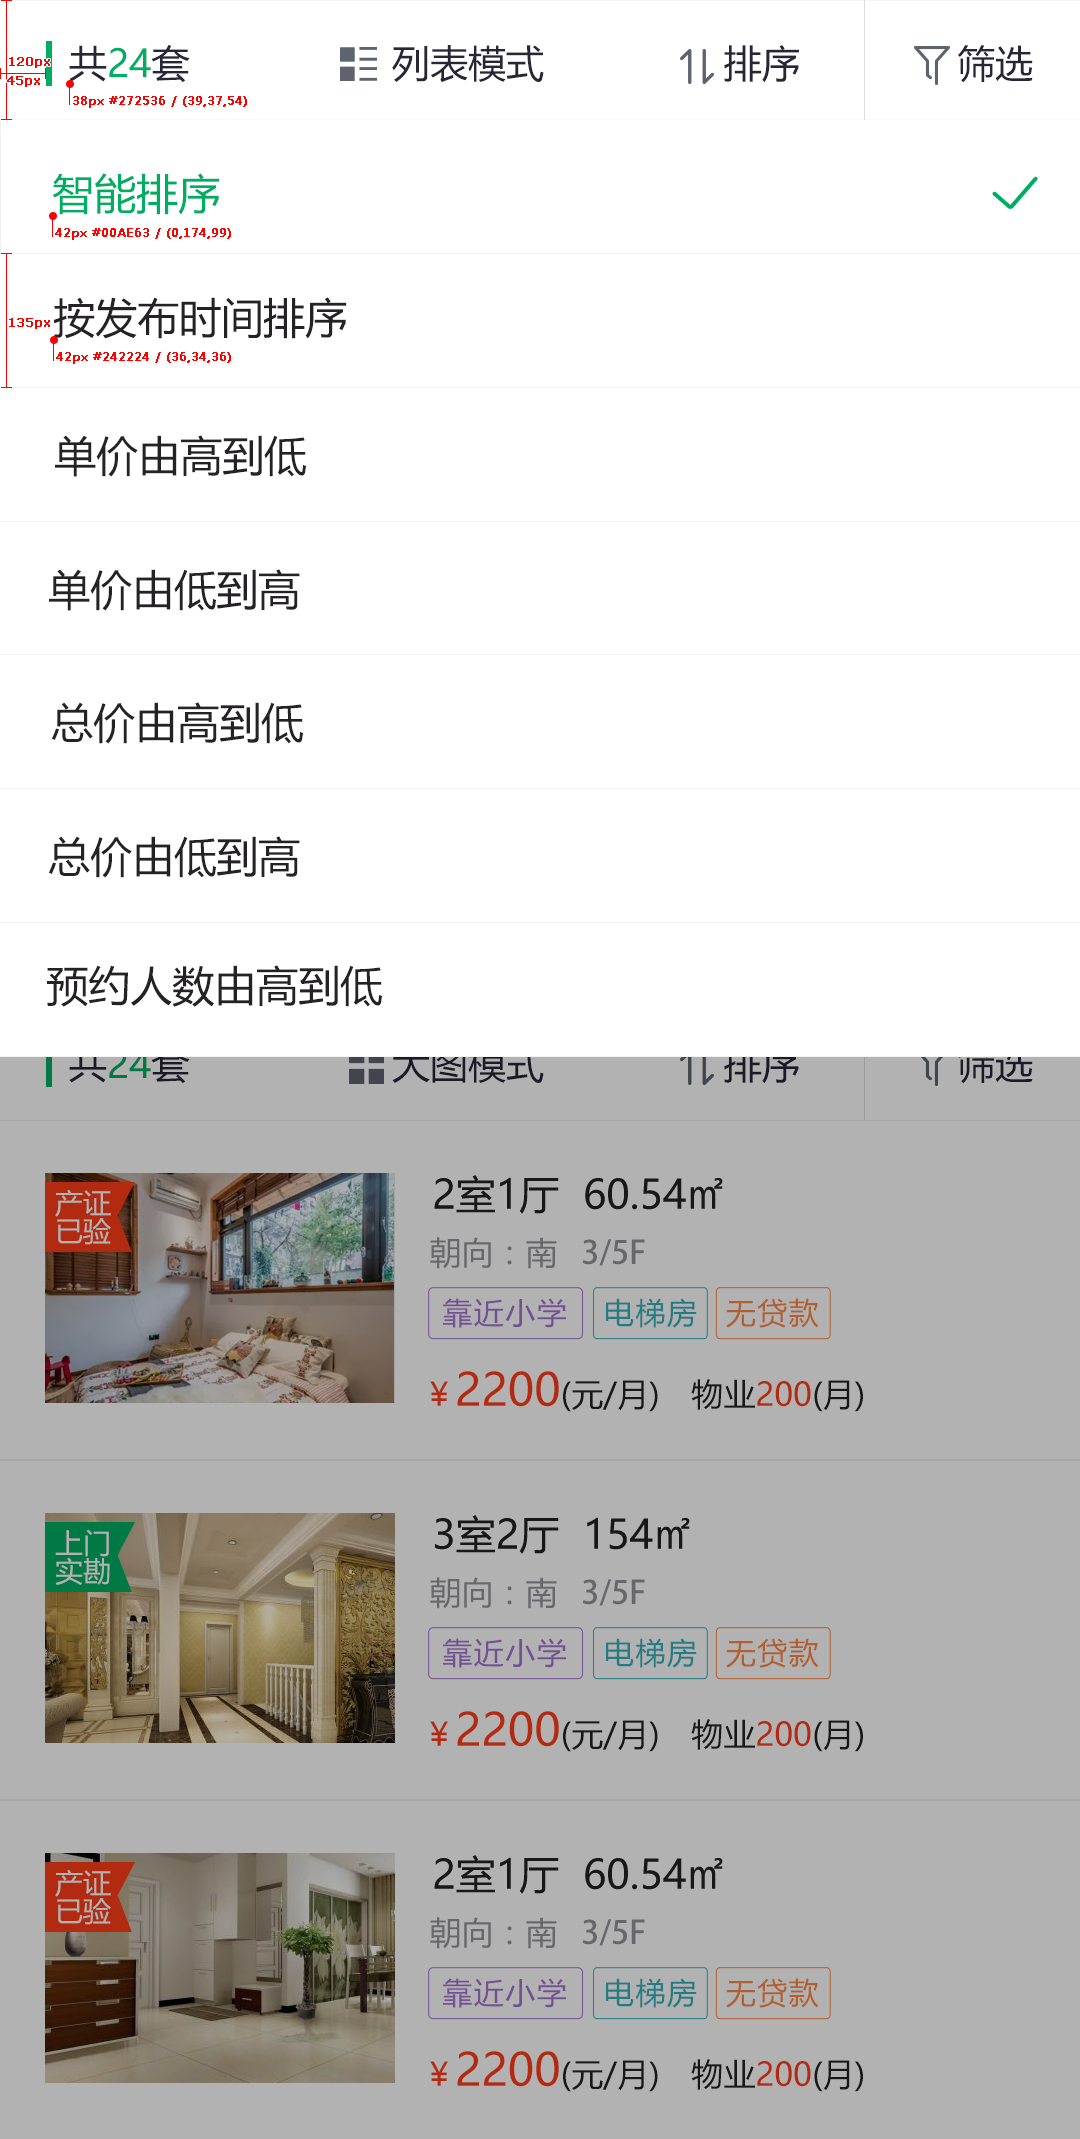 共24套 列表模式 排序 筛选
120px
45px
38px #272536 / (39,37,54)
智能排序
42px #00AE63 / (0,174,99)
按发布时间排序
135px
42px #242224 / (36,34,36)
单价由高到低
单价由低到高
总价由高到低
总价由低到高
预约人数由高到低
共24套 大图模式 排序 筛选
产证
已验
2室1厅 60.54㎡
朝向：南 3/5F
靠近小学 电梯房 无贷款
¥2200(元/月) 物业200(月)
上门
实勘
3室2厅 154㎡
朝向：南 3/5F
靠近小学 电梯房 无贷款
¥2200(元/月) 物业200(月)
产证
已验
2室1厅 60.54㎡
朝向：南 3/5F
靠近小学 电梯房 无贷款
¥2200(元/月) 物业200(月)